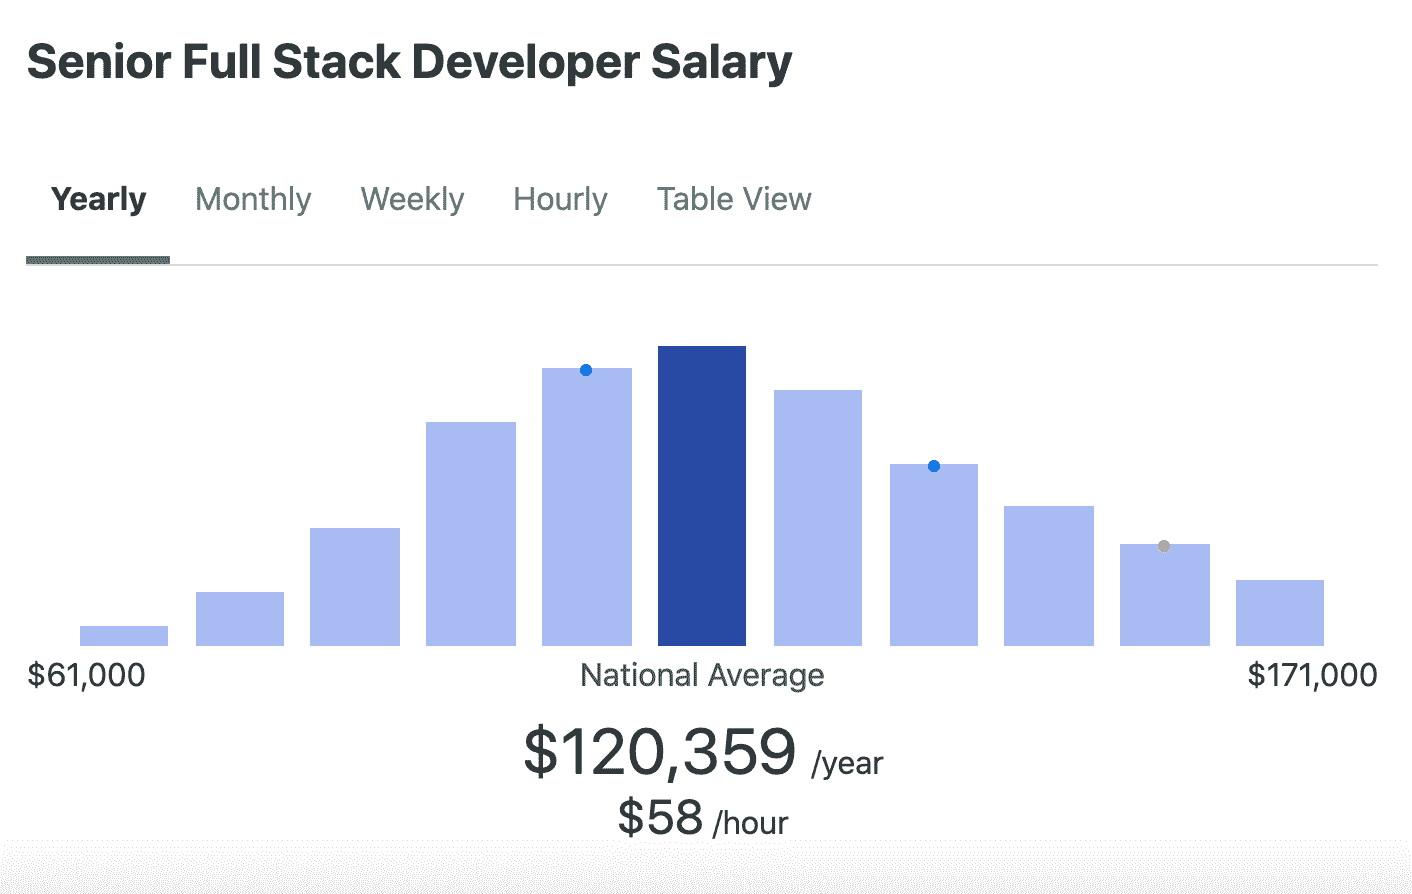 Senior Full Stack Developer Salary
Yearly Monthly Weekly Hourly Table View
$61,000 National Average $171,000
$120,359 /year
$58 /hour